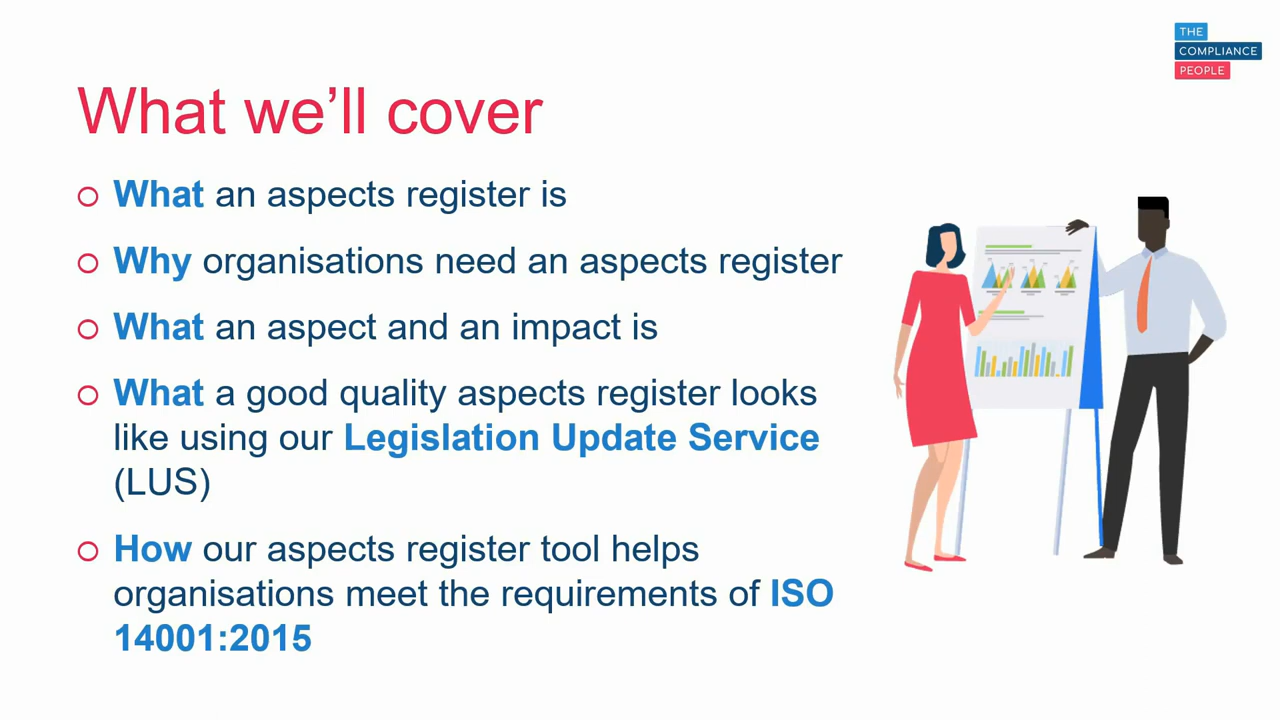 THE
COMPLIANCE
PEOPLE
What we’ll cover
What an aspects register is
Why organisations need an aspects register
What an aspect and an impact is
What a good quality aspects register looks
like using our Legislation Update Service
(LUS)
How our aspects register tool helps
organisations meet the requirements of ISO
14001:2015